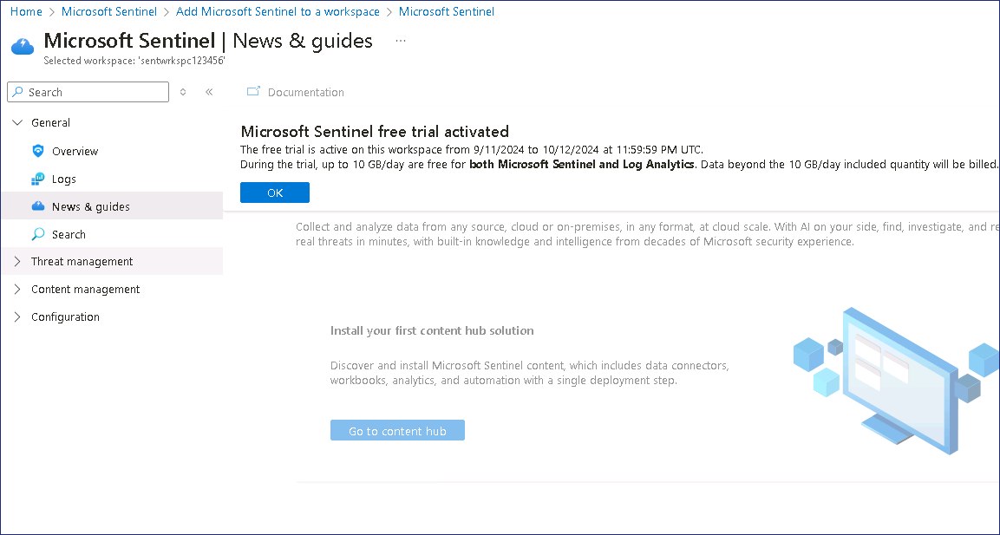 Home > Microsoft Sentinel > Add Microsoft Sentinel to a workspace > Microsoft Sentinel
Microsoft Sentinel | News & guides ...
Selected workspace: 'sentwrkspc123456'
Search
Documentation
General
Overview
Logs
News & guides
Search
Threat management
Content management
Configuration
Microsoft Sentinel free trial activated
The free trial is active on this workspace from 9/11/2024 to 10/12/2024 at 11:59:59 PM UTC.
During the trial, up to 10 GB/day are free for both Microsoft Sentinel and Log Analytics. Data beyond the 10 GB/day included quantity will be billed.
OK
Collect and analyze data from any source, cloud or on-premises, in any format, at cloud scale. With AI on your side, find, investigate, and re
real threats in minutes, with built-in knowledge and intelligence from decades of Microsoft security experience.
Install your first content hub solution
Discover and install Microsoft Sentinel content, which includes data connectors,
workbooks, analytics, and automation with a single deployment step.
Go to content hub